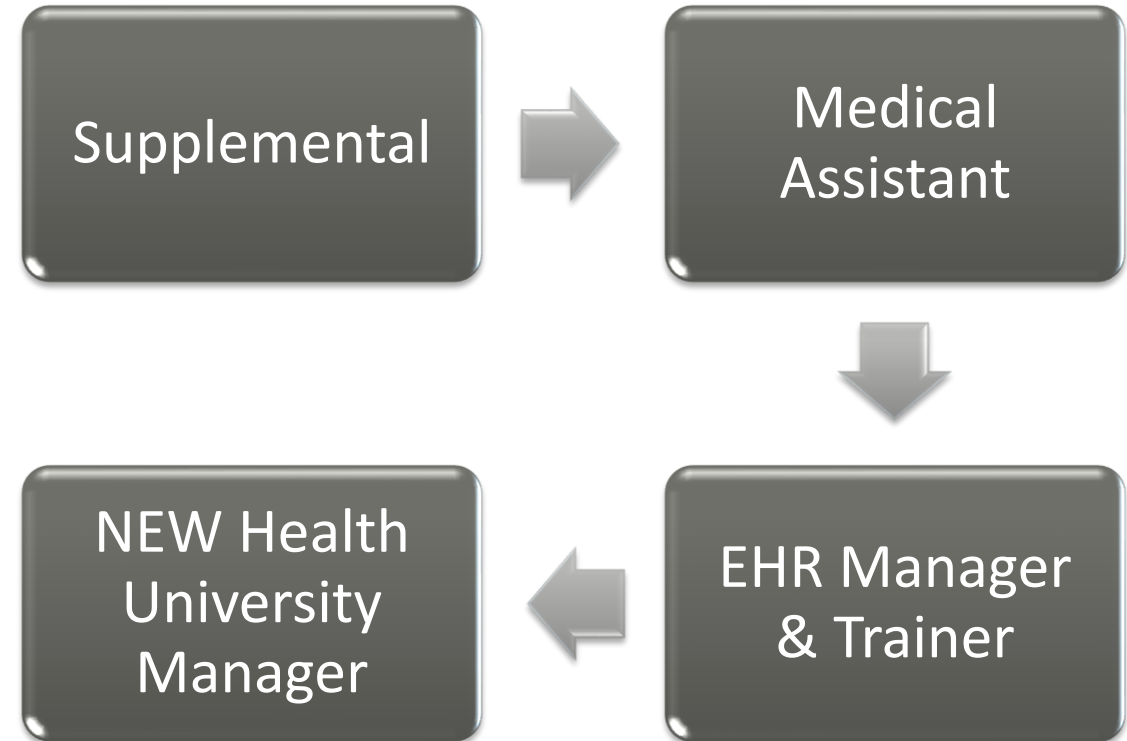 Supplemental
Medical
Assistant
EHR Manager
& Trainer
NEW Health
University
Manager